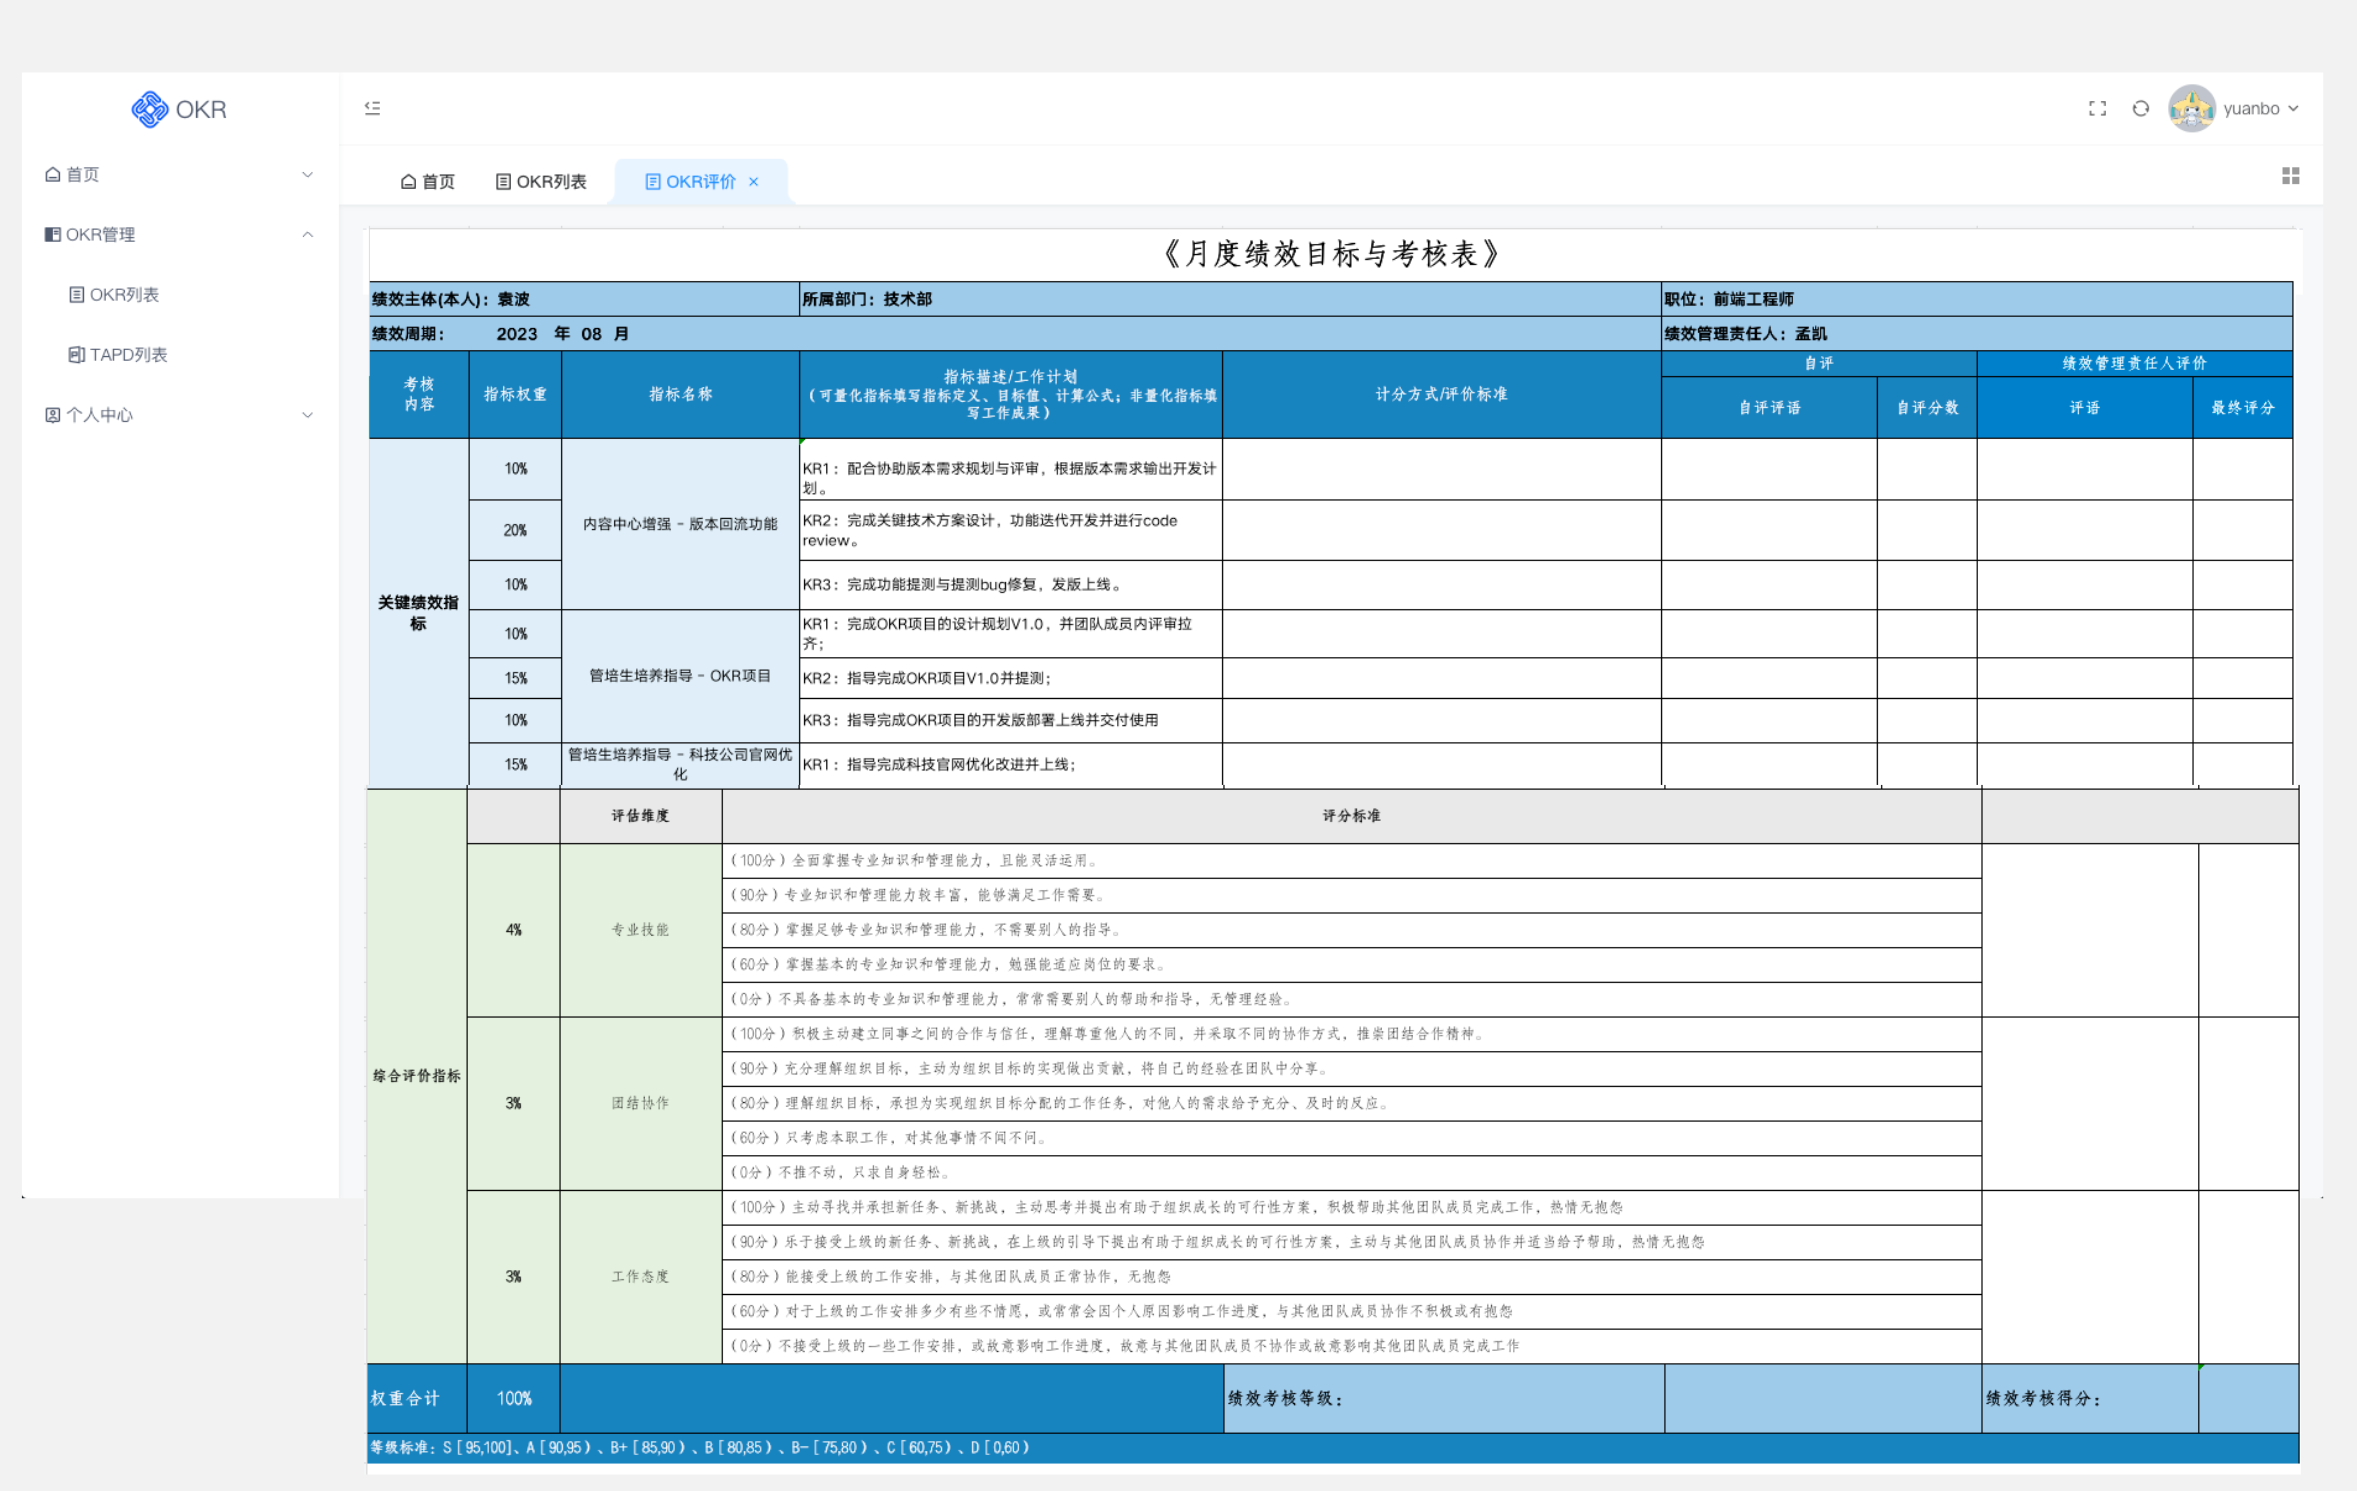 OKR
yuanbo
首页
OKR管理
OKR列表
TAPD列表
个人中心
首页
OKR列表
OKR评价
《月度绩效目标与考核表》
绩效主体(本人)：袁波
所属部门：技术部
职位：前端工程师
绩效周期： 2023 年 08 月
绩效管理责任人：孟凯
考核
内容
指标权重
指标名称
指标描述/工作计划
（可量化指标填写指标定义、目标值、计算公式；非量化指标填
写工作成果）
计分方式/评价标准
自评
绩效管理责任人评价
自评评语
自评分数
评语
最终评分
关键绩效指
标
10%
内容中心增强 - 版本回流功能
KR1：配合协助版本需求规划与评审，根据版本需求输出开发计
划。
20%
KR2：完成关键技术方案设计，功能迭代开发并进行code
review。
10%
KR3：完成功能提测与提测bug修复，发版上线。
10%
管培生培养指导 - OKR项目
KR1：完成OKR项目的设计规划V1.0，并团队成员内评审拉
齐；
15%
KR2：指导完成OKR项目V1.0并提测；
10%
KR3：指导完成OKR项目的开发版部署上线并交付使用
15%
管培生培养指导 - 科技公司官网优
化
KR1：指导完成科技官网优化改进并上线；
综合评价指标
评估维度
评分标准
4%
专业技能
（100分）全面掌握专业知识和管理能力，且能灵活运用。
（90分）专业知识和管理能力较丰富，能够满足工作需要。
（80分）掌握足够专业知识和管理能力，不需要别人的指导。
（60分）掌握基本的专业知识和管理能力，勉强能适应岗位的要求。
（0分）不具备基本的专业知识和管理能力，常常需要别人的帮助和指导，无管理经验。
3%
团结协作
（100分）积极主动建立同事之间的合作与信任，理解尊重他人的不同，并采取不同的协作方式，推崇团结合作精神。
（90分）充分理解组织目标，主动为组织目标的实现做出贡献，将自己的经验在团队中分享。
（80分）理解组织目标，承担为实现组织目标分配的工作任务，对他人的需求给予充分、及时的反应。
（60分）只考虑本职工作，对其他事情不闻不问。
（0分）不推不动，只求自身轻松。
3%
工作态度
（100分）主动寻找并承担新任务、新挑战，主动思考并提出有助于组织成长的可行性方案，积极帮助其他团队成员完成工作，热情无抱怨
（90分）乐于接受上级的新任务、新挑战，在上级的引导下提出有助于组织成长的可行性方案，主动与其他团队成员协作并适当给予帮助，热情无抱怨
（80分）能接受上级的工作安排，与其他团队成员正常协作，无抱怨
（60分）对于上级的工作安排多少有些不情愿，或常常会因个人原因影响工作进度，与其他团队成员协作不积极或有抱怨
（0分）不接受上级的一些工作安排，或故意影响工作进度，故意与其他团队成员不协作或故意影响其他团队成员完成工作
权重合计
100%
绩效考核等级：
绩效考核得分：
等级标准：S［95,100]、A［90,95）、B+［85,90）、B［80,85）、B-［75,80）、C［60,75）、D［0,60）